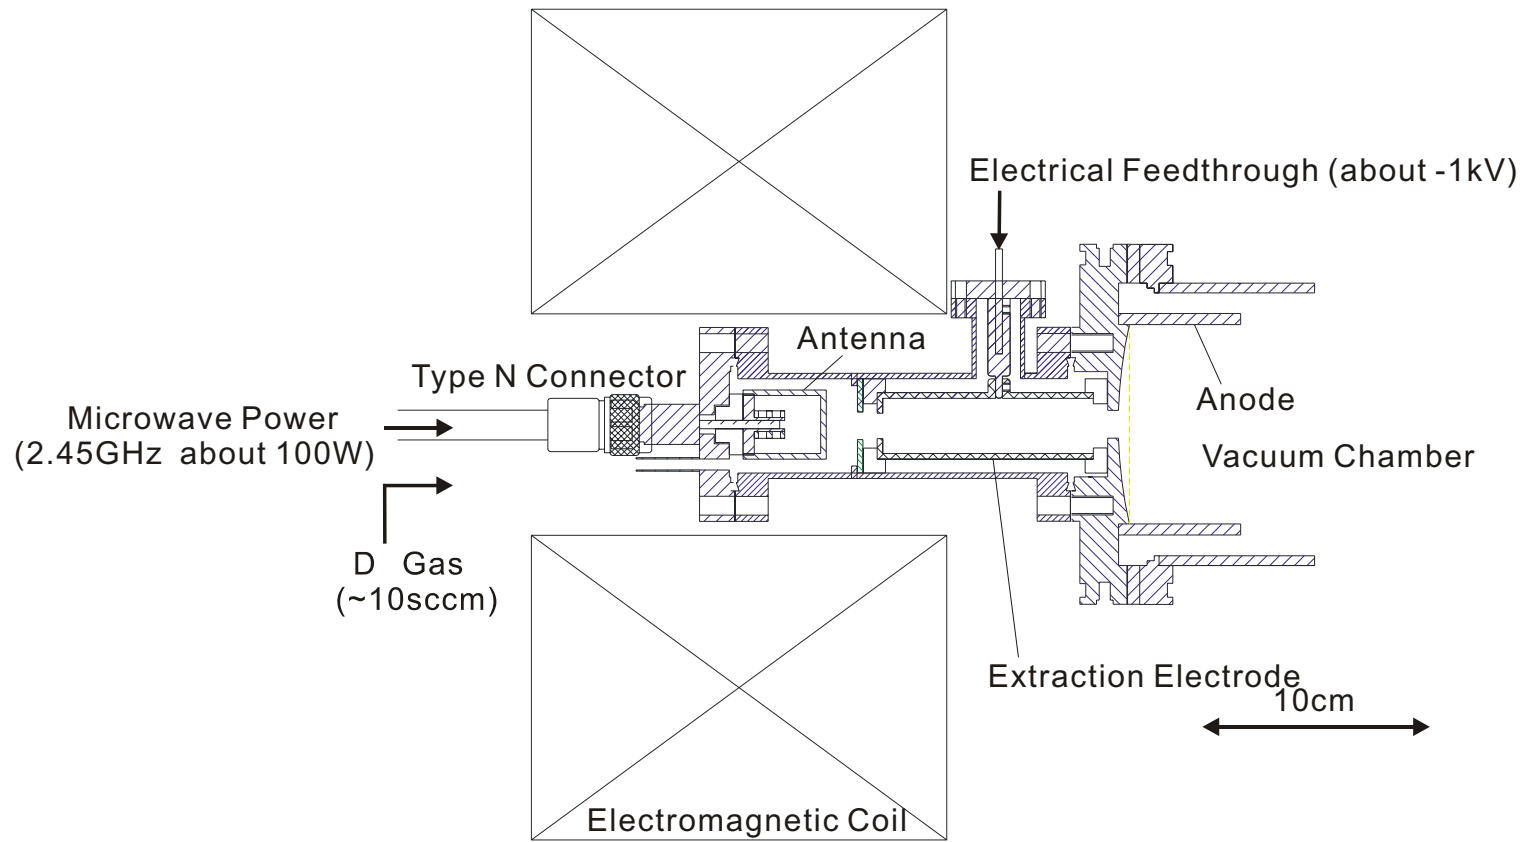 Electrical Feedthrough (about -1kV)
Antenna
Type N Connector
Microwave Power
(2.45GHz about 100W)
Anode
Vacuum Chamber
D Gas
(~10sccm)
Extraction Electrode
10cm
Electromagnetic Coil